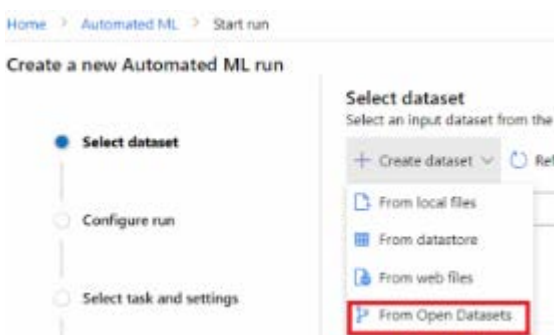 Home > Automated ML > Start run
Create a new Automated ML run
Select dataset
Configure run
Select task and settings
Select dataset
Select an input dataset from the
+ Create dataset
Ref
From local files
From datastore
From web files
From Open Datasets